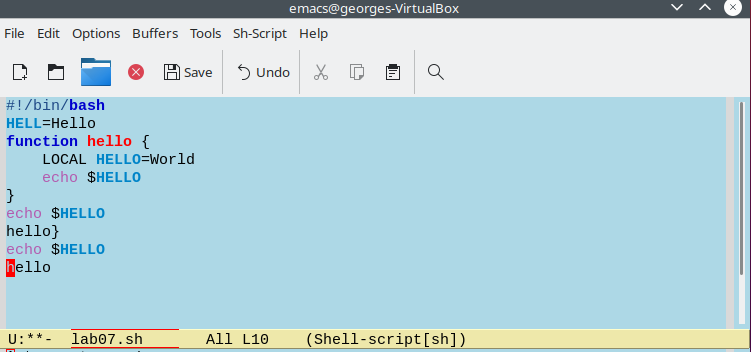 emacs@georges-VirtualBox
File Edit Options Buffers Tools Sh-Script Help
Save Undo
#!/bin/bash
HELL=Hello
function hello {
    LOCAL HELLO=World
    echo $HELLO
}
echo $HELLO
hello}
echo $HELLO
hello
U:**-  lab07.sh    All L10    (Shell-script[sh])